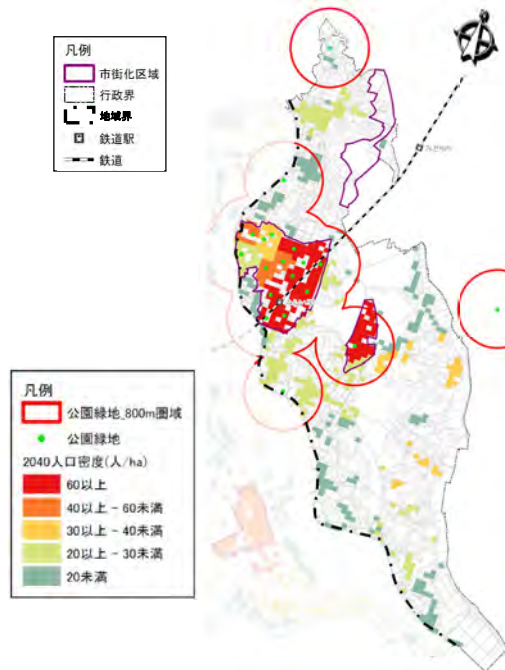 凡例
市街化区域
行政界
地域界
鉄道駅
鉄道
凡例
公園緑地_800m圏域
公園緑地
2040人口密度(人/ha)
60以上
40以上 - 60未満
30以上 - 40未満
20以上 - 30未満
20未満